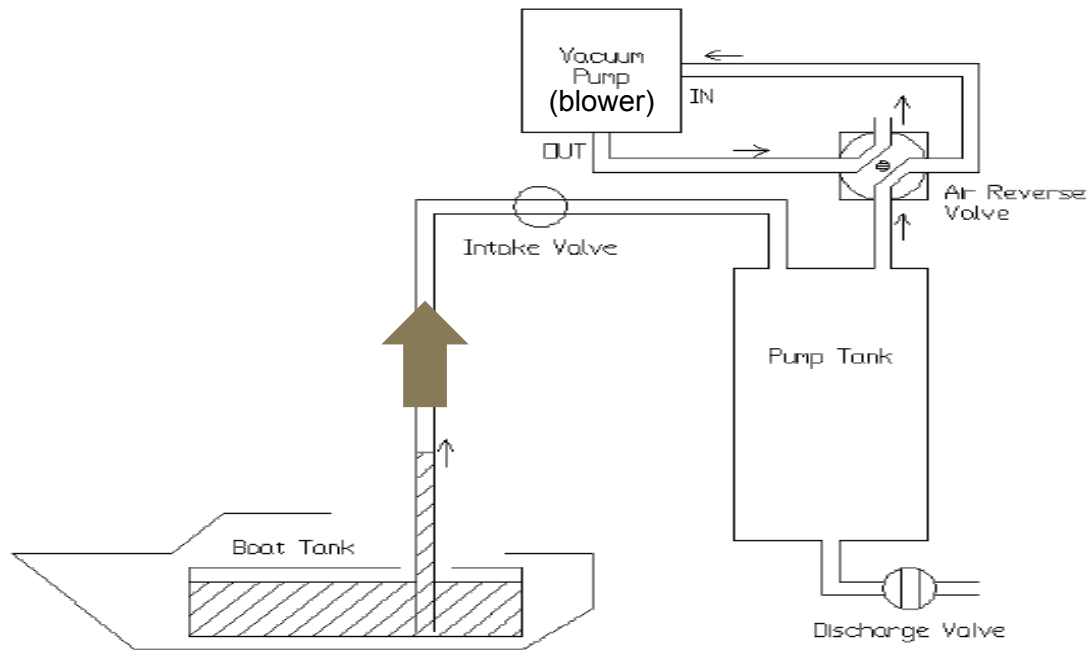 Vacuum
Pump
(blower)
IN
OUT
Air Reverse
Valve
Intake Valve
Pump Tank
Boat Tank
Discharge Valve